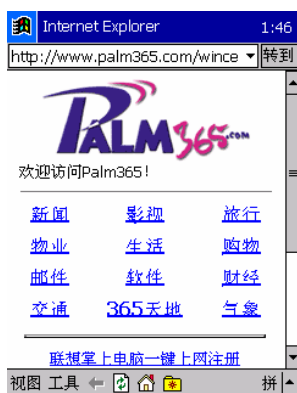 Internet Explorer 1:46
http://www.palm365.com/wince 转到
PALM365.com
欢迎访问Palm365!
新闻 影视 旅行
物业 生活 购物
邮件 软件 财经
交通 365天地 气象
联想掌上电脑一键上网注册
视图 工具 拼